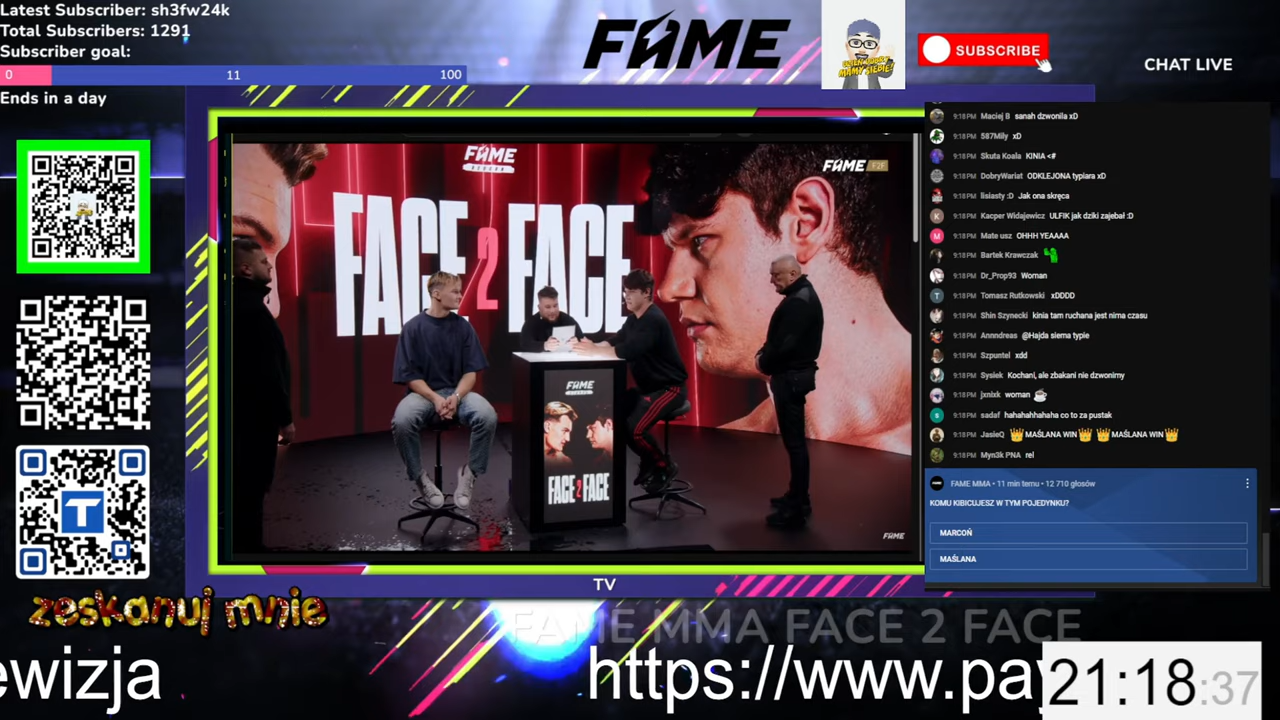 Latest Subscriber: sh3fw24k
Total Subscribers: 1291
Subscriber goal:
0 11 100
Ends in a day
FAME
MAMY CIEBIE!
SUBSCRIBE
CHAT LIVE
FAME
FAME F2F
FACE 2 FACE
FAME
FACE 2 FACE
FAME
9:18 PM Maciej B sanah dzwonila xD
9:18 PM 587Mily xD
9:18 PM Skuta Koala KINIA <#
9:18 PM DobryWariat ODKLEJONA typiara xD
9:18 PM lisiasty :D Jak ona skręca
9:18 PM Kacper Widajewicz ULFIK jak dziki zajebał :D
9:18 PM Mate usz OHHH YEAAAA
9:18 PM Bartek Krawczak
9:18 PM Dr_Prop93 Woman
9:18 PM Tomasz Rutkowski xDDDD
9:18 PM Shin Szynecki kinia tam ruchana jest nima czasu
9:18 PM Annndreas @Hajda siema typie
9:18 PM Szpuntel xdd
9:18 PM Sysiek Kochani, ale zbakani nie dzwonimy
9:18 PM jxnixk woman ☕
9:18 PM sadaf hahahahhahaha co to za pustak
9:18 PM JasieQ 👑MAŚLANA WIN👑 👑MAŚLANA WIN👑
9:18 PM Myn3k PNA rel
FAME MMA • 11 min temu • 12 710 głosów
KOMU KIBICUJESZ W TYM POJEDYNKU?
MARCOŃ
MAŚLANA
T
zeskanuj mnie
TV
FAME MMA FACE 2 FACE
ewizja https://www.pay
21:18:37